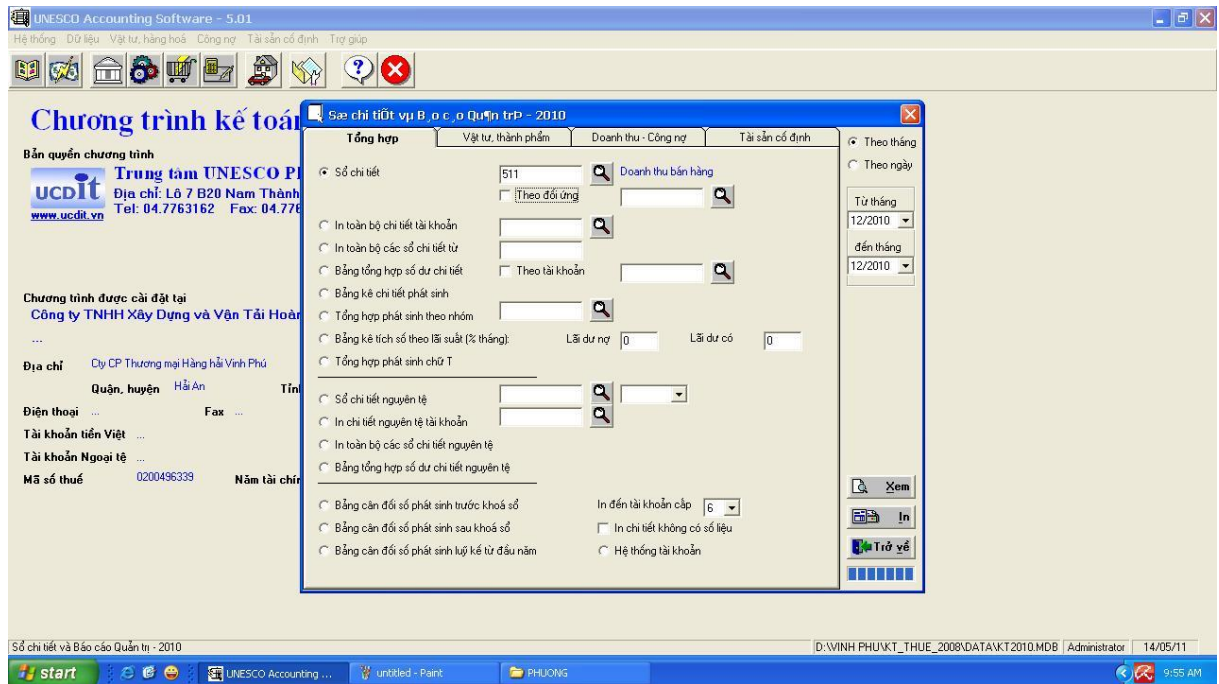 UNESCO Accounting Software - 5.01
Hệ thống Dữ liệu Vật tư, hàng hoá Công nợ Tài sản cố định Trợ giúp
Chương trình kế toán
Bản quyền chương trình
UCDiT
www.ucdit.vn
Trung tâm UNESCO P
Địa chỉ: Lô 7 B20 Nam Thành
Tel: 04.7763162 Fax: 04.776
Chương trình được cài đặt tại
Công ty TNHH Xây Dựng và Vận Tải Hoàn
...
Địa chỉ Cty CP Thương mại Hàng hải Vinh Phú
Quận, huyện Hải An Tỉnh
Điện thoại ... Fax ...
Tài khoản tiền Việt ...
Tài khoản Ngoại tệ ...
Mã số thuế 0200496339 Năm tài chính
Sæ chi tiÕt vµ B¸o c¸o Qu¶n trÞ - 2010
Tổng hợp Vật tư, thành phẩm Doanh thu - Công nợ Tài sản cố định
Sổ chi tiết 511 Doanh thu bán hàng
Theo đối ứng
In toàn bộ chi tiết tài khoản
In toàn bộ các sổ chi tiết từ
Bảng tổng hợp số dư chi tiết Theo tài khoản
Bảng kê chi tiết phát sinh
Tổng hợp phát sinh theo nhóm
Bảng kê tích số theo lãi suất (% tháng): Lãi dư nợ 0 Lãi dư có 0
Tổng hợp phát sinh chữ T
Sổ chi tiết nguyên tệ
In chi tiết nguyên tệ tài khoản
In toàn bộ các sổ chi tiết nguyên tệ
Bảng tổng hợp số dư chi tiết nguyên tệ
Bảng cân đối số phát sinh trước khoá sổ In đến tài khoản cấp 6
Bảng cân đối số phát sinh sau khoá sổ In chi tiết không có số liệu
Bảng cân đối số phát sinh luỹ kế từ đầu năm Hệ thống tài khoản
Theo tháng
Theo ngày
Từ tháng
12/2010
đến tháng
12/2010
Xem
In
Trở về
Sổ chi tiết và Báo cáo Quản trị - 2010 D:\VINH PHU\KT_THUE_2008\DATA\KT2010.MDB Administrator 14/05/11
start UNESCO Accounting ... untitled - Paint PHUONG 9:55 AM